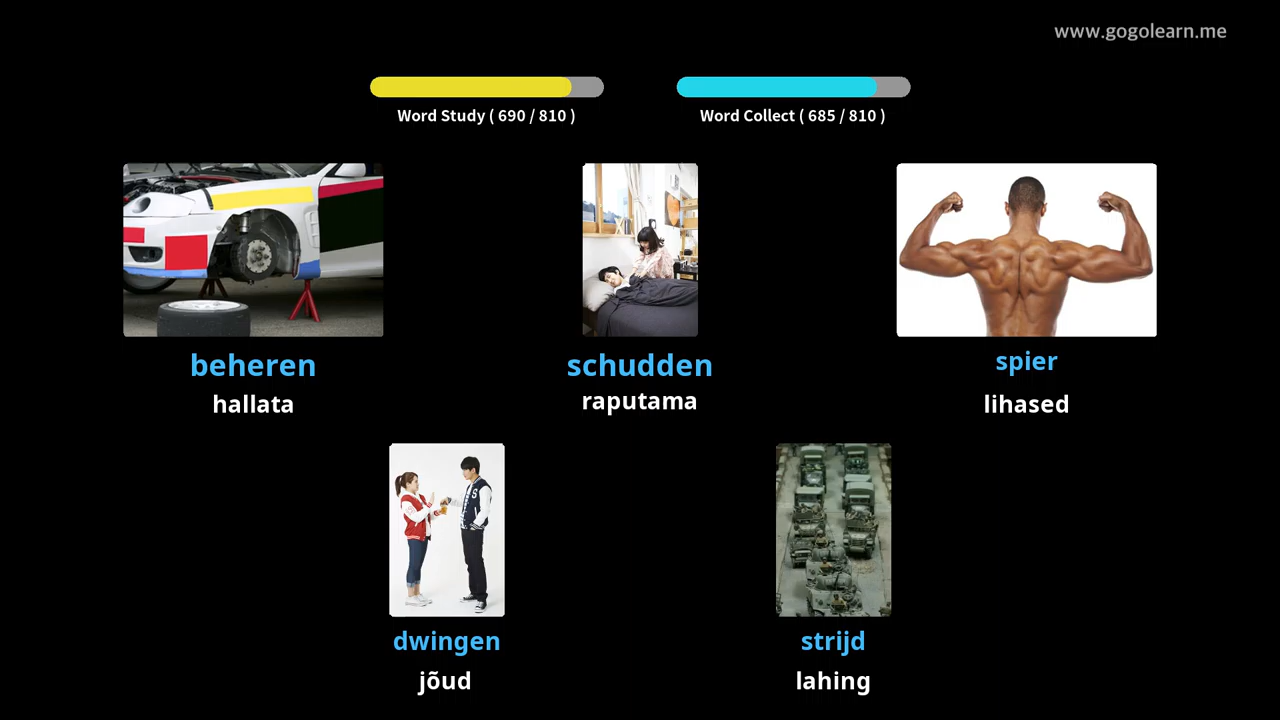 www.gogolearn.me
Word Study ( 690 / 810 )
Word Collect ( 685 / 810 )
beheren
hallata
schudden
raputama
spier
lihased
dwingen
jõud
strijd
lahing